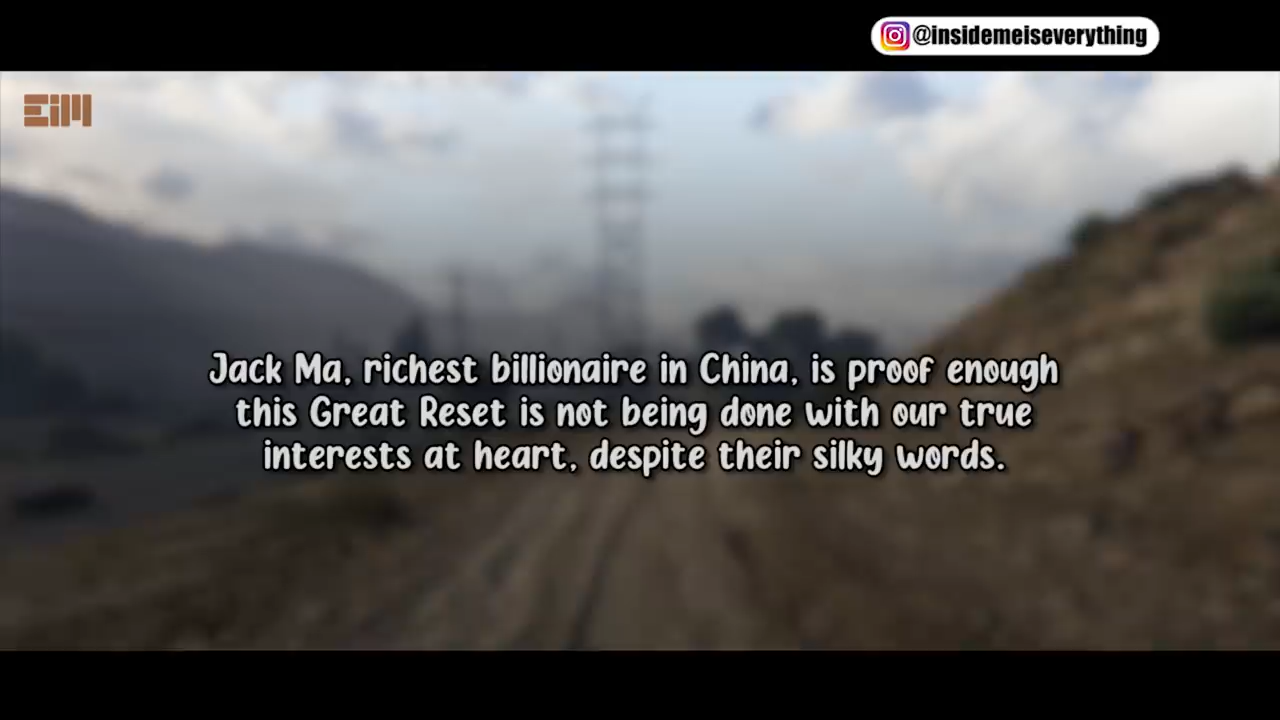 @insidemeiseverything
EiM
Jack Ma, richest billionaire in China, is proof enough
this Great Reset is not being done with our true
interests at heart, despite their silky words.